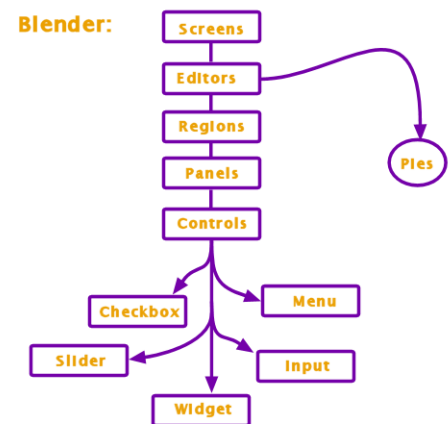 Blender:
Screens
Editors
Regions
Pies
Panels
Controls
Checkbox
Menu
Slider
Input
Widget